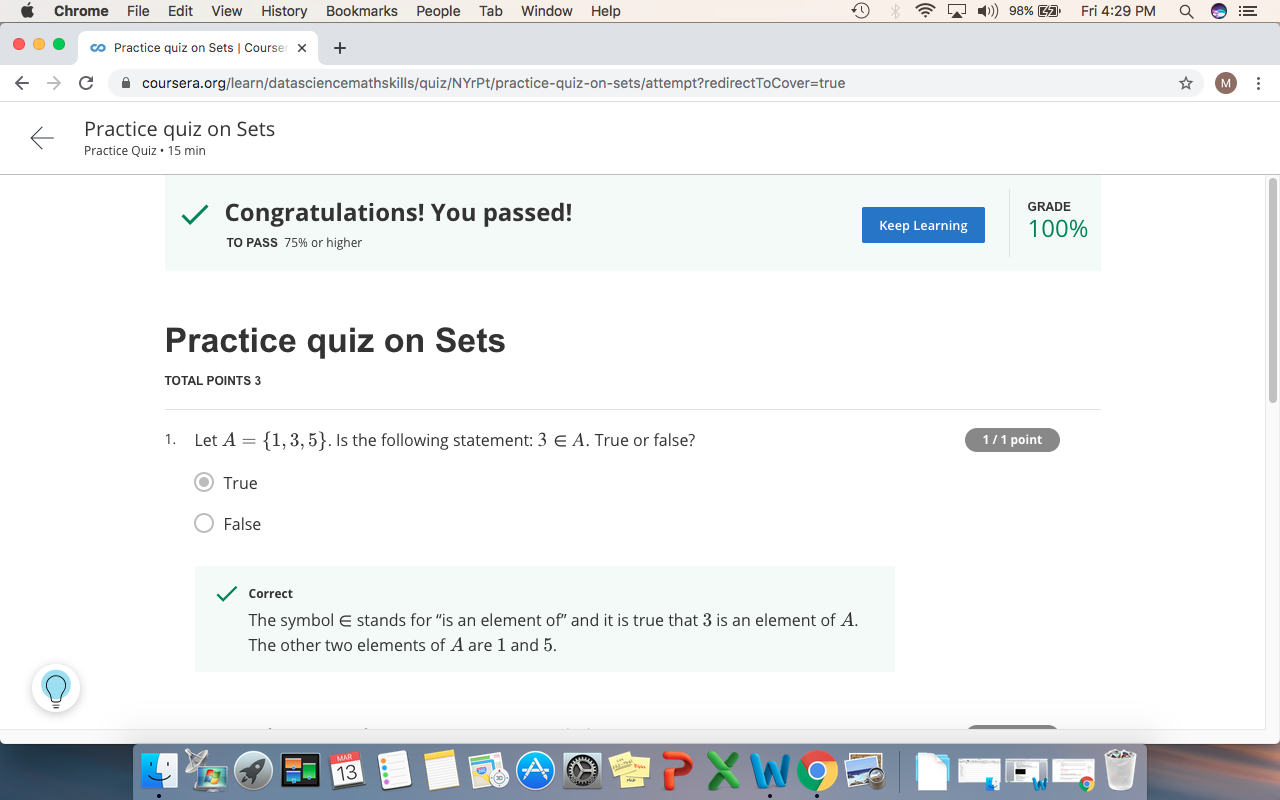 Chrome File Edit View History Bookmarks People Tab Window Help 98% Fri 4:29 PM
Practice quiz on Sets | Courser
coursera.org/learn/datasciencemathskills/quiz/NYrPt/practice-quiz-on-sets/attempt?redirectToCover=true M
Practice quiz on Sets
Practice Quiz • 15 min
Congratulations! You passed!
TO PASS 75% or higher
Keep Learning
GRADE
100%
Practice quiz on Sets
TOTAL POINTS 3
1. Let A = {1, 3, 5}. Is the following statement: 3 ∈ A. True or false?
1 / 1 point
True
False
Correct
The symbol ∈ stands for “is an element of” and it is true that 3 is an element of A.
The other two elements of A are 1 and 5.
MAR
13